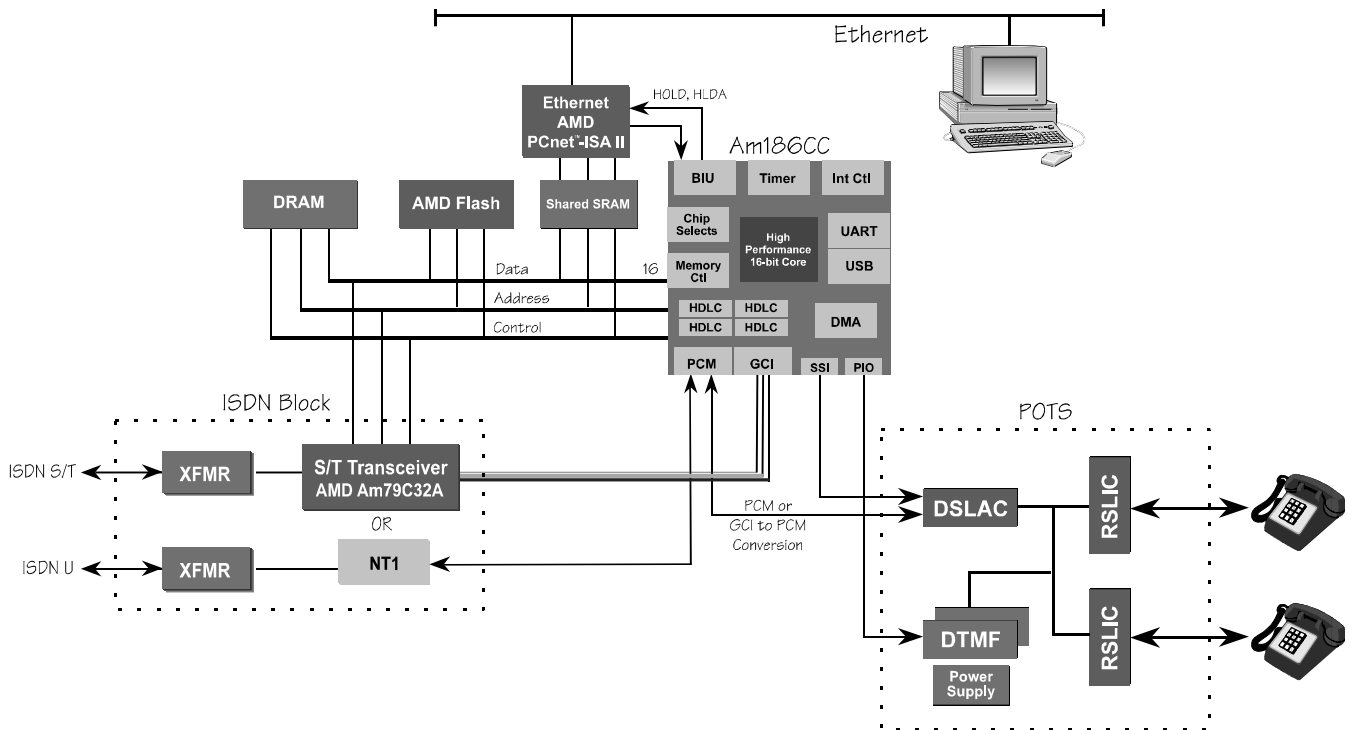 Ethernet
Ethernet
AMD
PCnet™-ISA II
HOLD, HLDA
Am186CC
BIU
Timer
Int Ctl
DRAM
AMD Flash
Shared SRAM
Chip
Selects
High
Performance
16-bit Core
UART
USB
Data
16
Memory
Ctl
Address
HDLC
HDLC
HDLC
HDLC
DMA
Control
PCM
GCI
SSI
PIO
ISDN Block
POTS
ISDN S/T
XFMR
S/T Transceiver
AMD Am79C32A
OR
ISDN U
XFMR
NT1
PCM or
GCI to PCM
Conversion
DSLAC
RSLIC
DTMF
RSLIC
Power
Supply